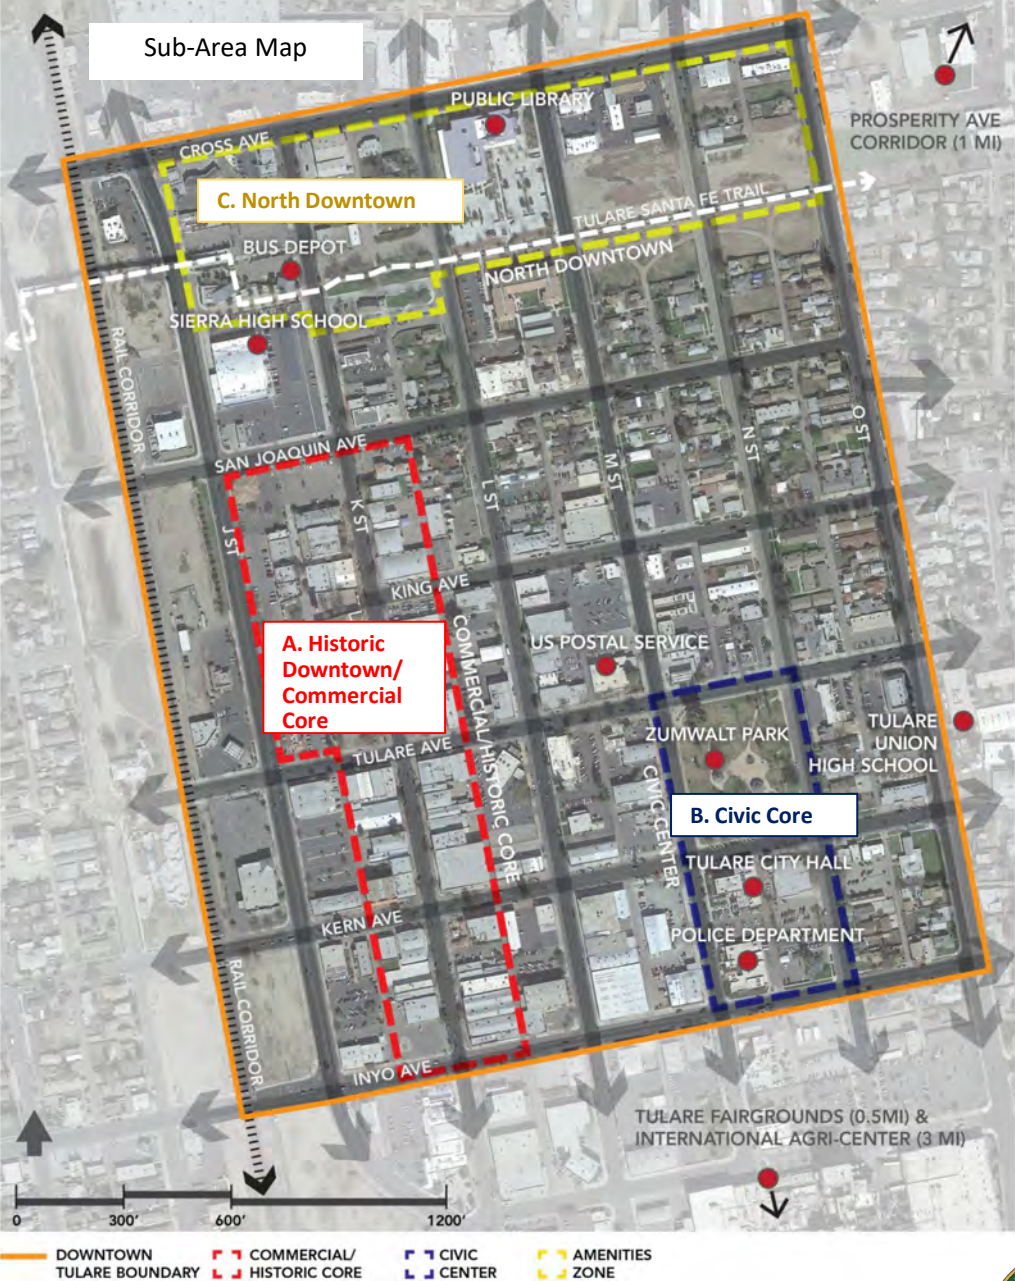 Sub-Area Map
PUBLIC LIBRARY
PROSPERITY AVE
CORRIDOR (1 MI)
CROSS AVE
C. North Downtown
TULARE SANTA FE TRAIL
BUS DEPOT
NORTH DOWNTOWN
SIERRA HIGH SCHOOL
RAIL CORRIDOR
SAN JOAQUIN AVE
O ST
N ST
M ST
L ST
K ST
J ST
KING AVE
COMMERCIAL/HISTORIC CORE
A. Historic
Downtown/
Commercial
Core
US POSTAL SERVICE
ZUMWALT PARK
TULARE
UNION
HIGH SCHOOL
TULARE AVE
CIVIC CENTER
B. Civic Core
TULARE CITY HALL
KERN AVE
POLICE DEPARTMENT
RAIL CORRIDOR
INYO AVE
TULARE FAIRGROUNDS (0.5MI) &
INTERNATIONAL AGRI-CENTER (3 MI)
0 300' 600' 1200'
DOWNTOWN
TULARE BOUNDARY
COMMERCIAL/
HISTORIC CORE
CIVIC
CENTER
AMENITIES
ZONE